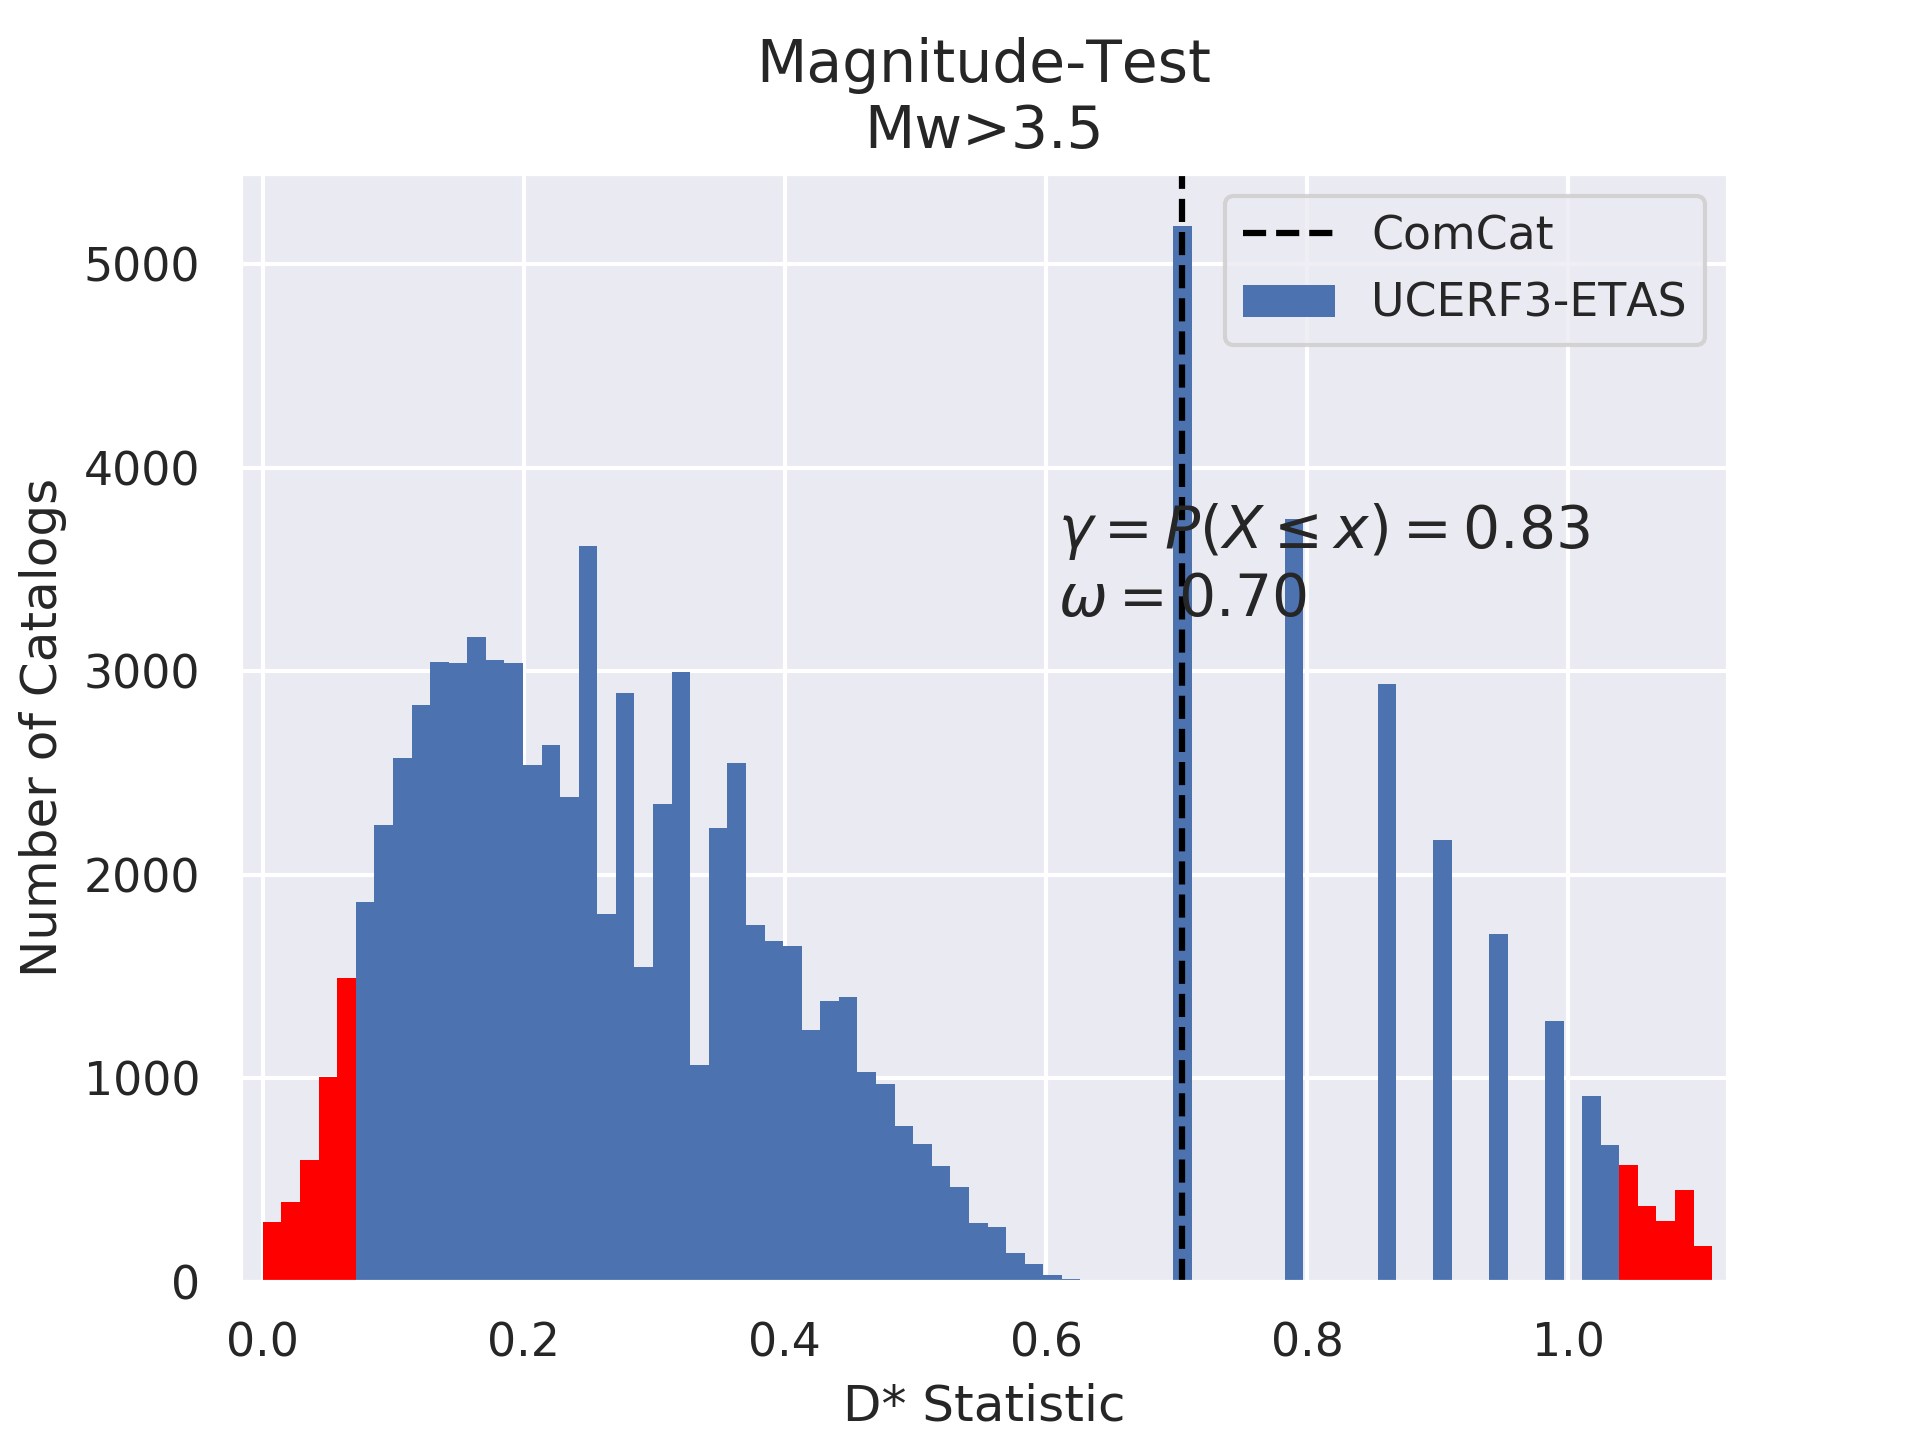 Magnitude-Test
Mw>3.5
ComCat
UCERF3-ETAS
γ = P(X ≤ x) = 0.83
ω = 0.70
Number of Catalogs
5000
4000
3000
2000
1000
0
0.0 0.2 0.4 0.6 0.8 1.0
D* Statistic